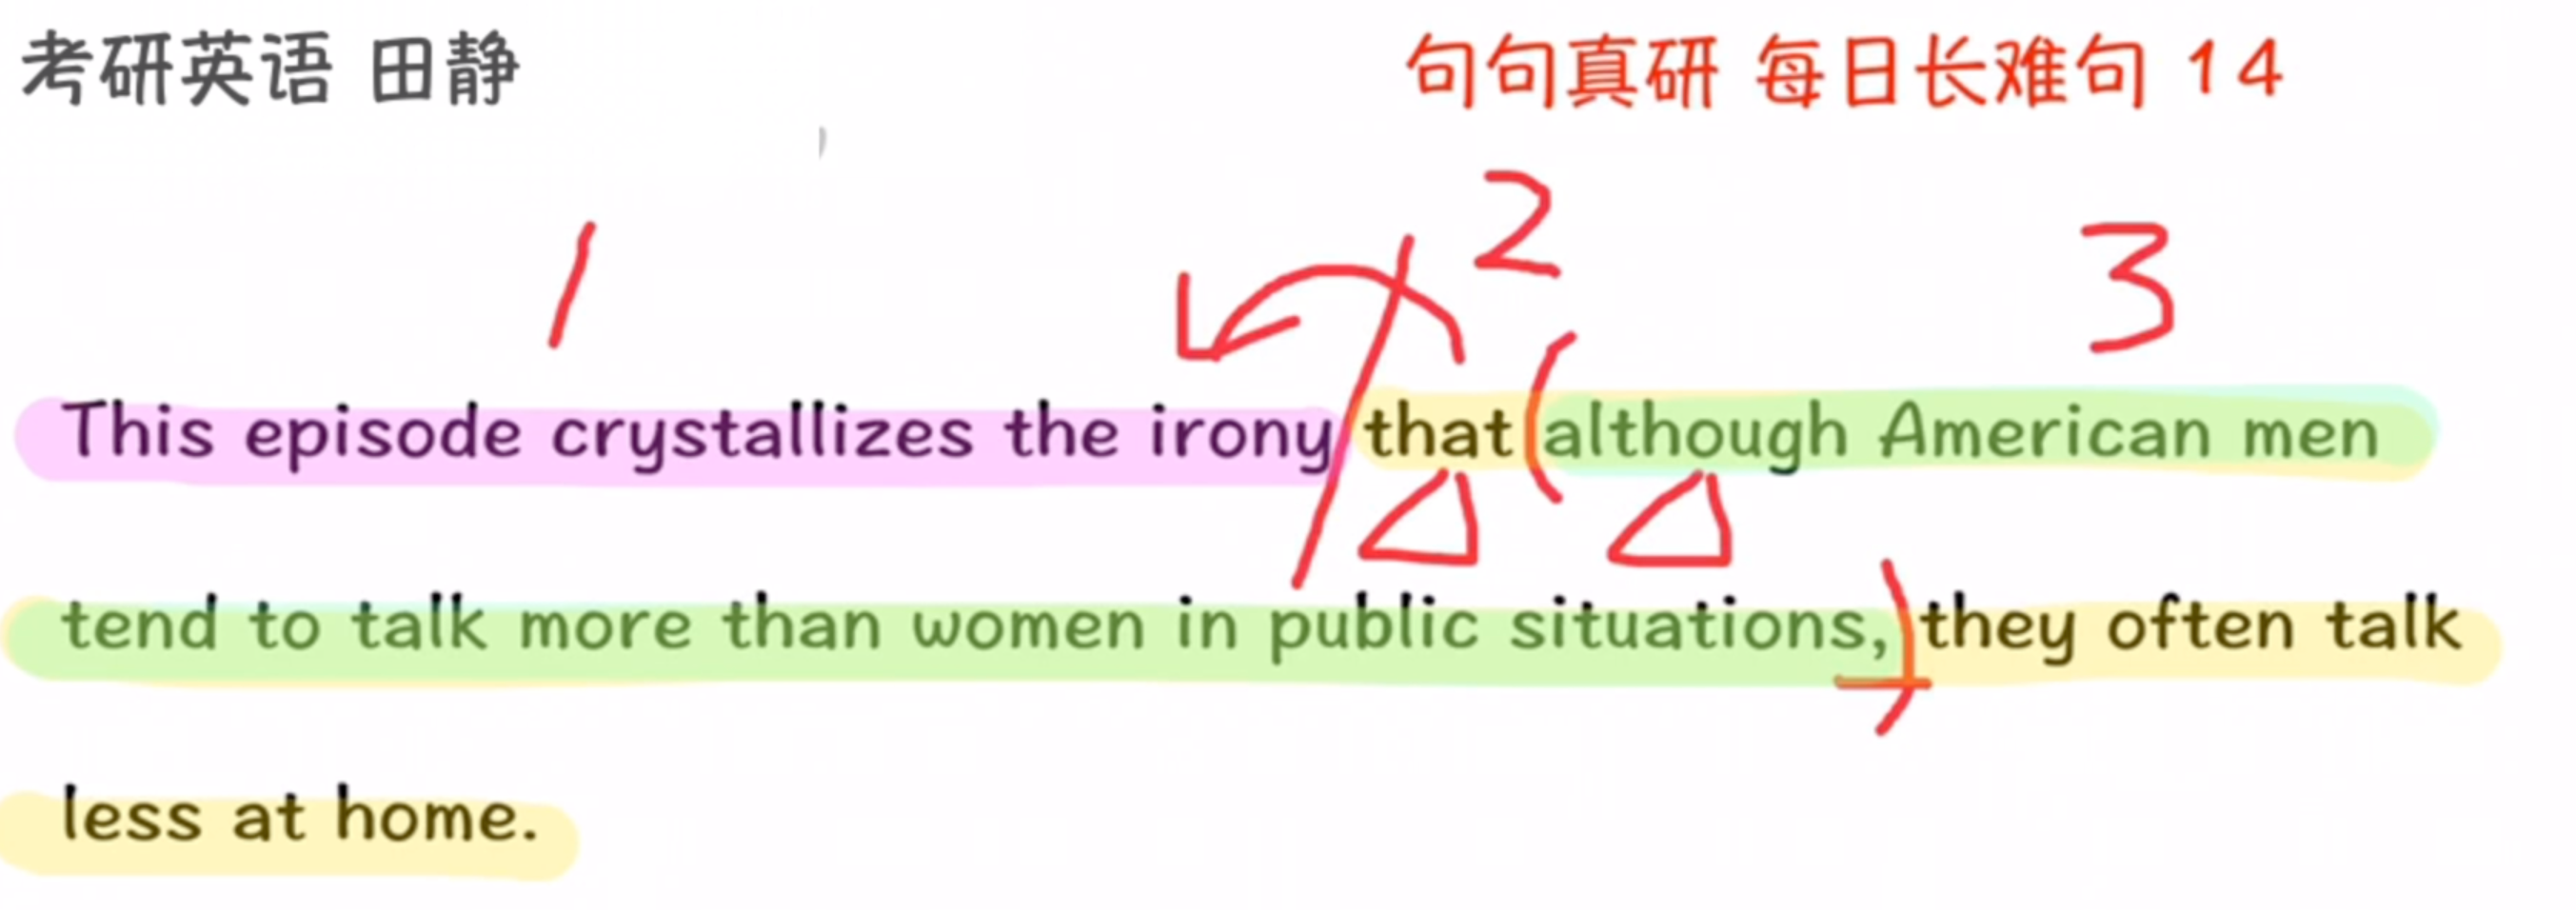 考研英语 田静
句句真研 每日长难句 14
1 2 3
This episode crystallizes the irony that (although American men
tend to talk more than women in public situations,) they often talk
less at home.